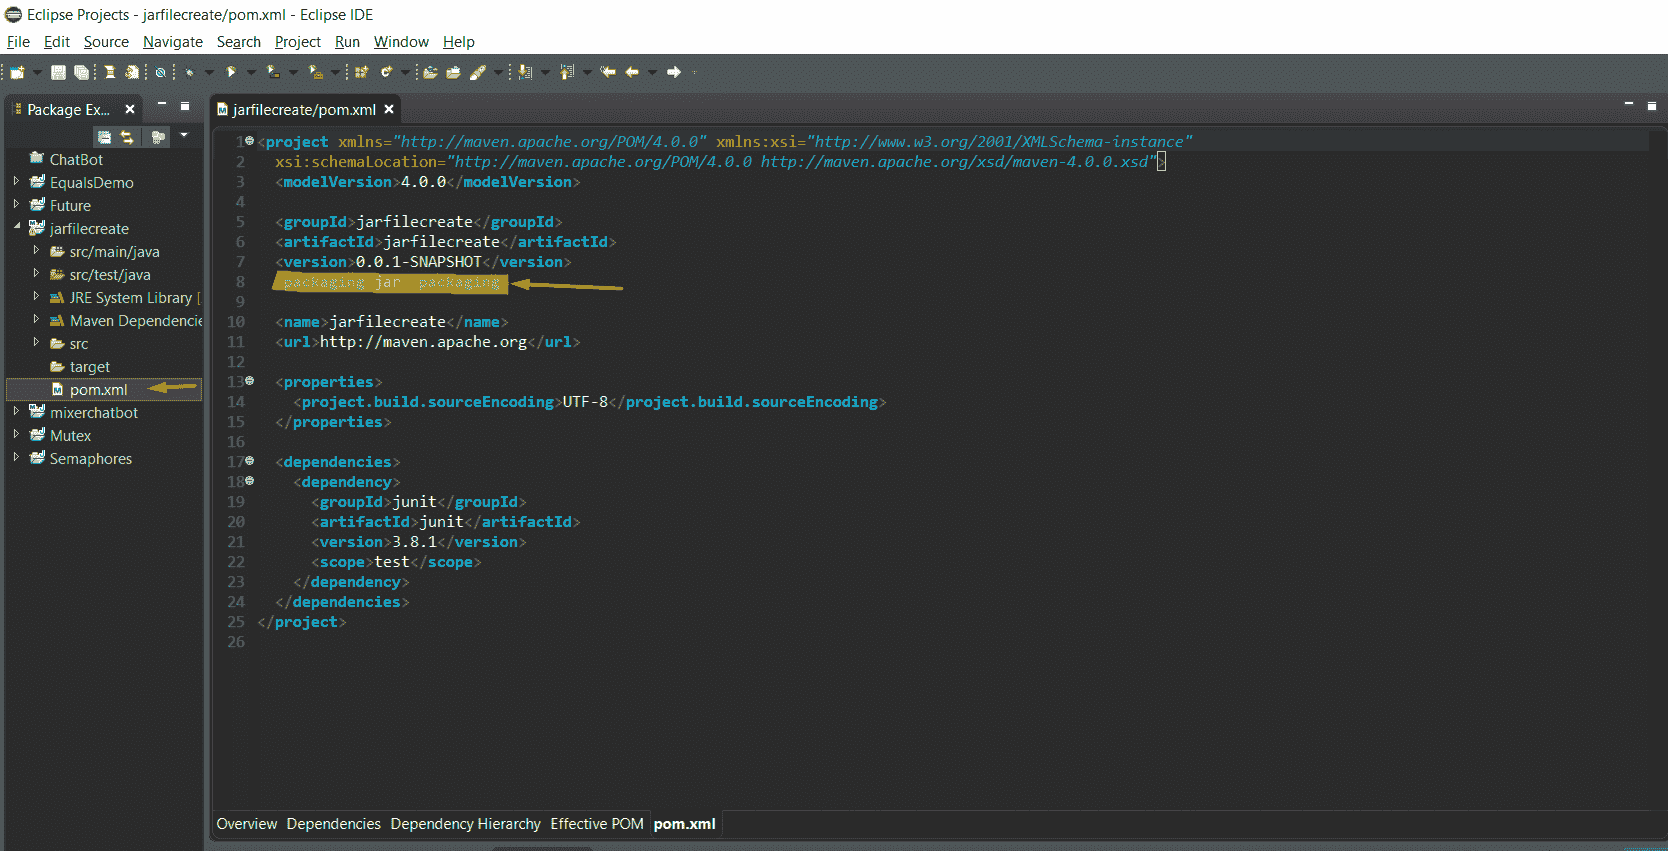 Eclipse Projects - jarfilecreate/pom.xml - Eclipse IDE
File Edit Source Navigate Search Project Run Window Help
Package Ex...
jarfilecreate/pom.xml
ChatBot
EqualsDemo
Future
jarfilecreate
src/main/java
src/test/java
JRE System Library [
Maven Dependencie
src
target
pom.xml
mixerchatbot
Mutex
Semaphores
1 <project xmlns="http://maven.apache.org/POM/4.0.0" xmlns:xsi="http://www.w3.org/2001/XMLSchema-instance"
2 xsi:schemaLocation="http://maven.apache.org/POM/4.0.0 http://maven.apache.org/xsd/maven-4.0.0.xsd">
3 <modelVersion>4.0.0</modelVersion>
4
5 <groupId>jarfilecreate</groupId>
6 <artifactId>jarfilecreate</artifactId>
7 <version>0.0.1-SNAPSHOT</version>
8 packaging jar packaging
9
10 <name>jarfilecreate</name>
11 <url>http://maven.apache.org</url>
12
13 <properties>
14 <project.build.sourceEncoding>UTF-8</project.build.sourceEncoding>
15 </properties>
16
17 <dependencies>
18 <dependency>
19 <groupId>junit</groupId>
20 <artifactId>junit</artifactId>
21 <version>3.8.1</version>
22 <scope>test</scope>
23 </dependency>
24 </dependencies>
25 </project>
26
Overview Dependencies Dependency Hierarchy Effective POM pom.xml